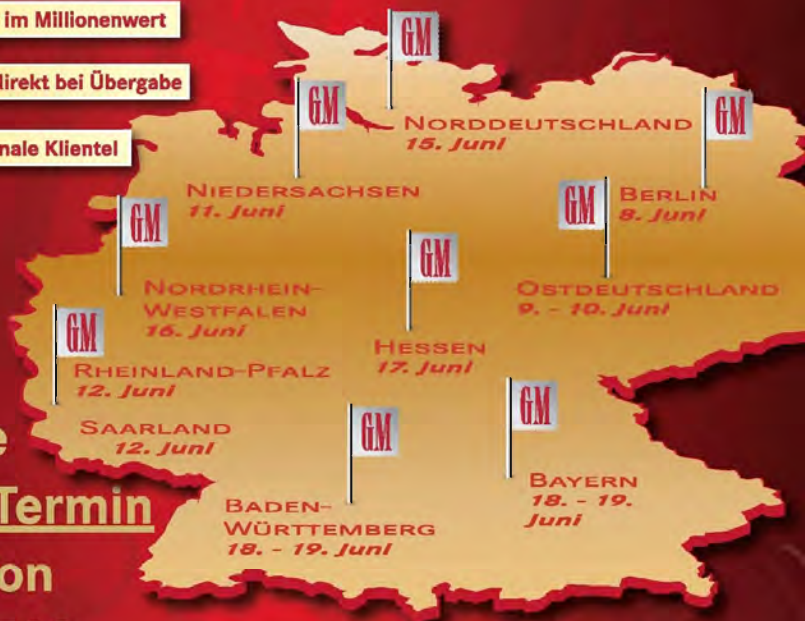 im Millionenwert
direkt bei Übergabe
nale Klientel
GM
NORDDEUTSCHLAND
15. Juni
GM
NIEDERSACHSEN
11. Juni
GM
BERLIN
8. Juni
GM
OSTDEUTSCHLAND
9. - 10. Juni
GM
NORDRHEIN-
WESTFALEN
16. Juni
GM
HESSEN
17. Juni
GM
RHEINLAND-PFALZ
12. Juni
SAARLAND
12. Juni
GM
BADEN-
WÜRTTEMBERG
18. - 19. Juni
GM
BAYERN
18. - 19.
Juni
e
Termin
on